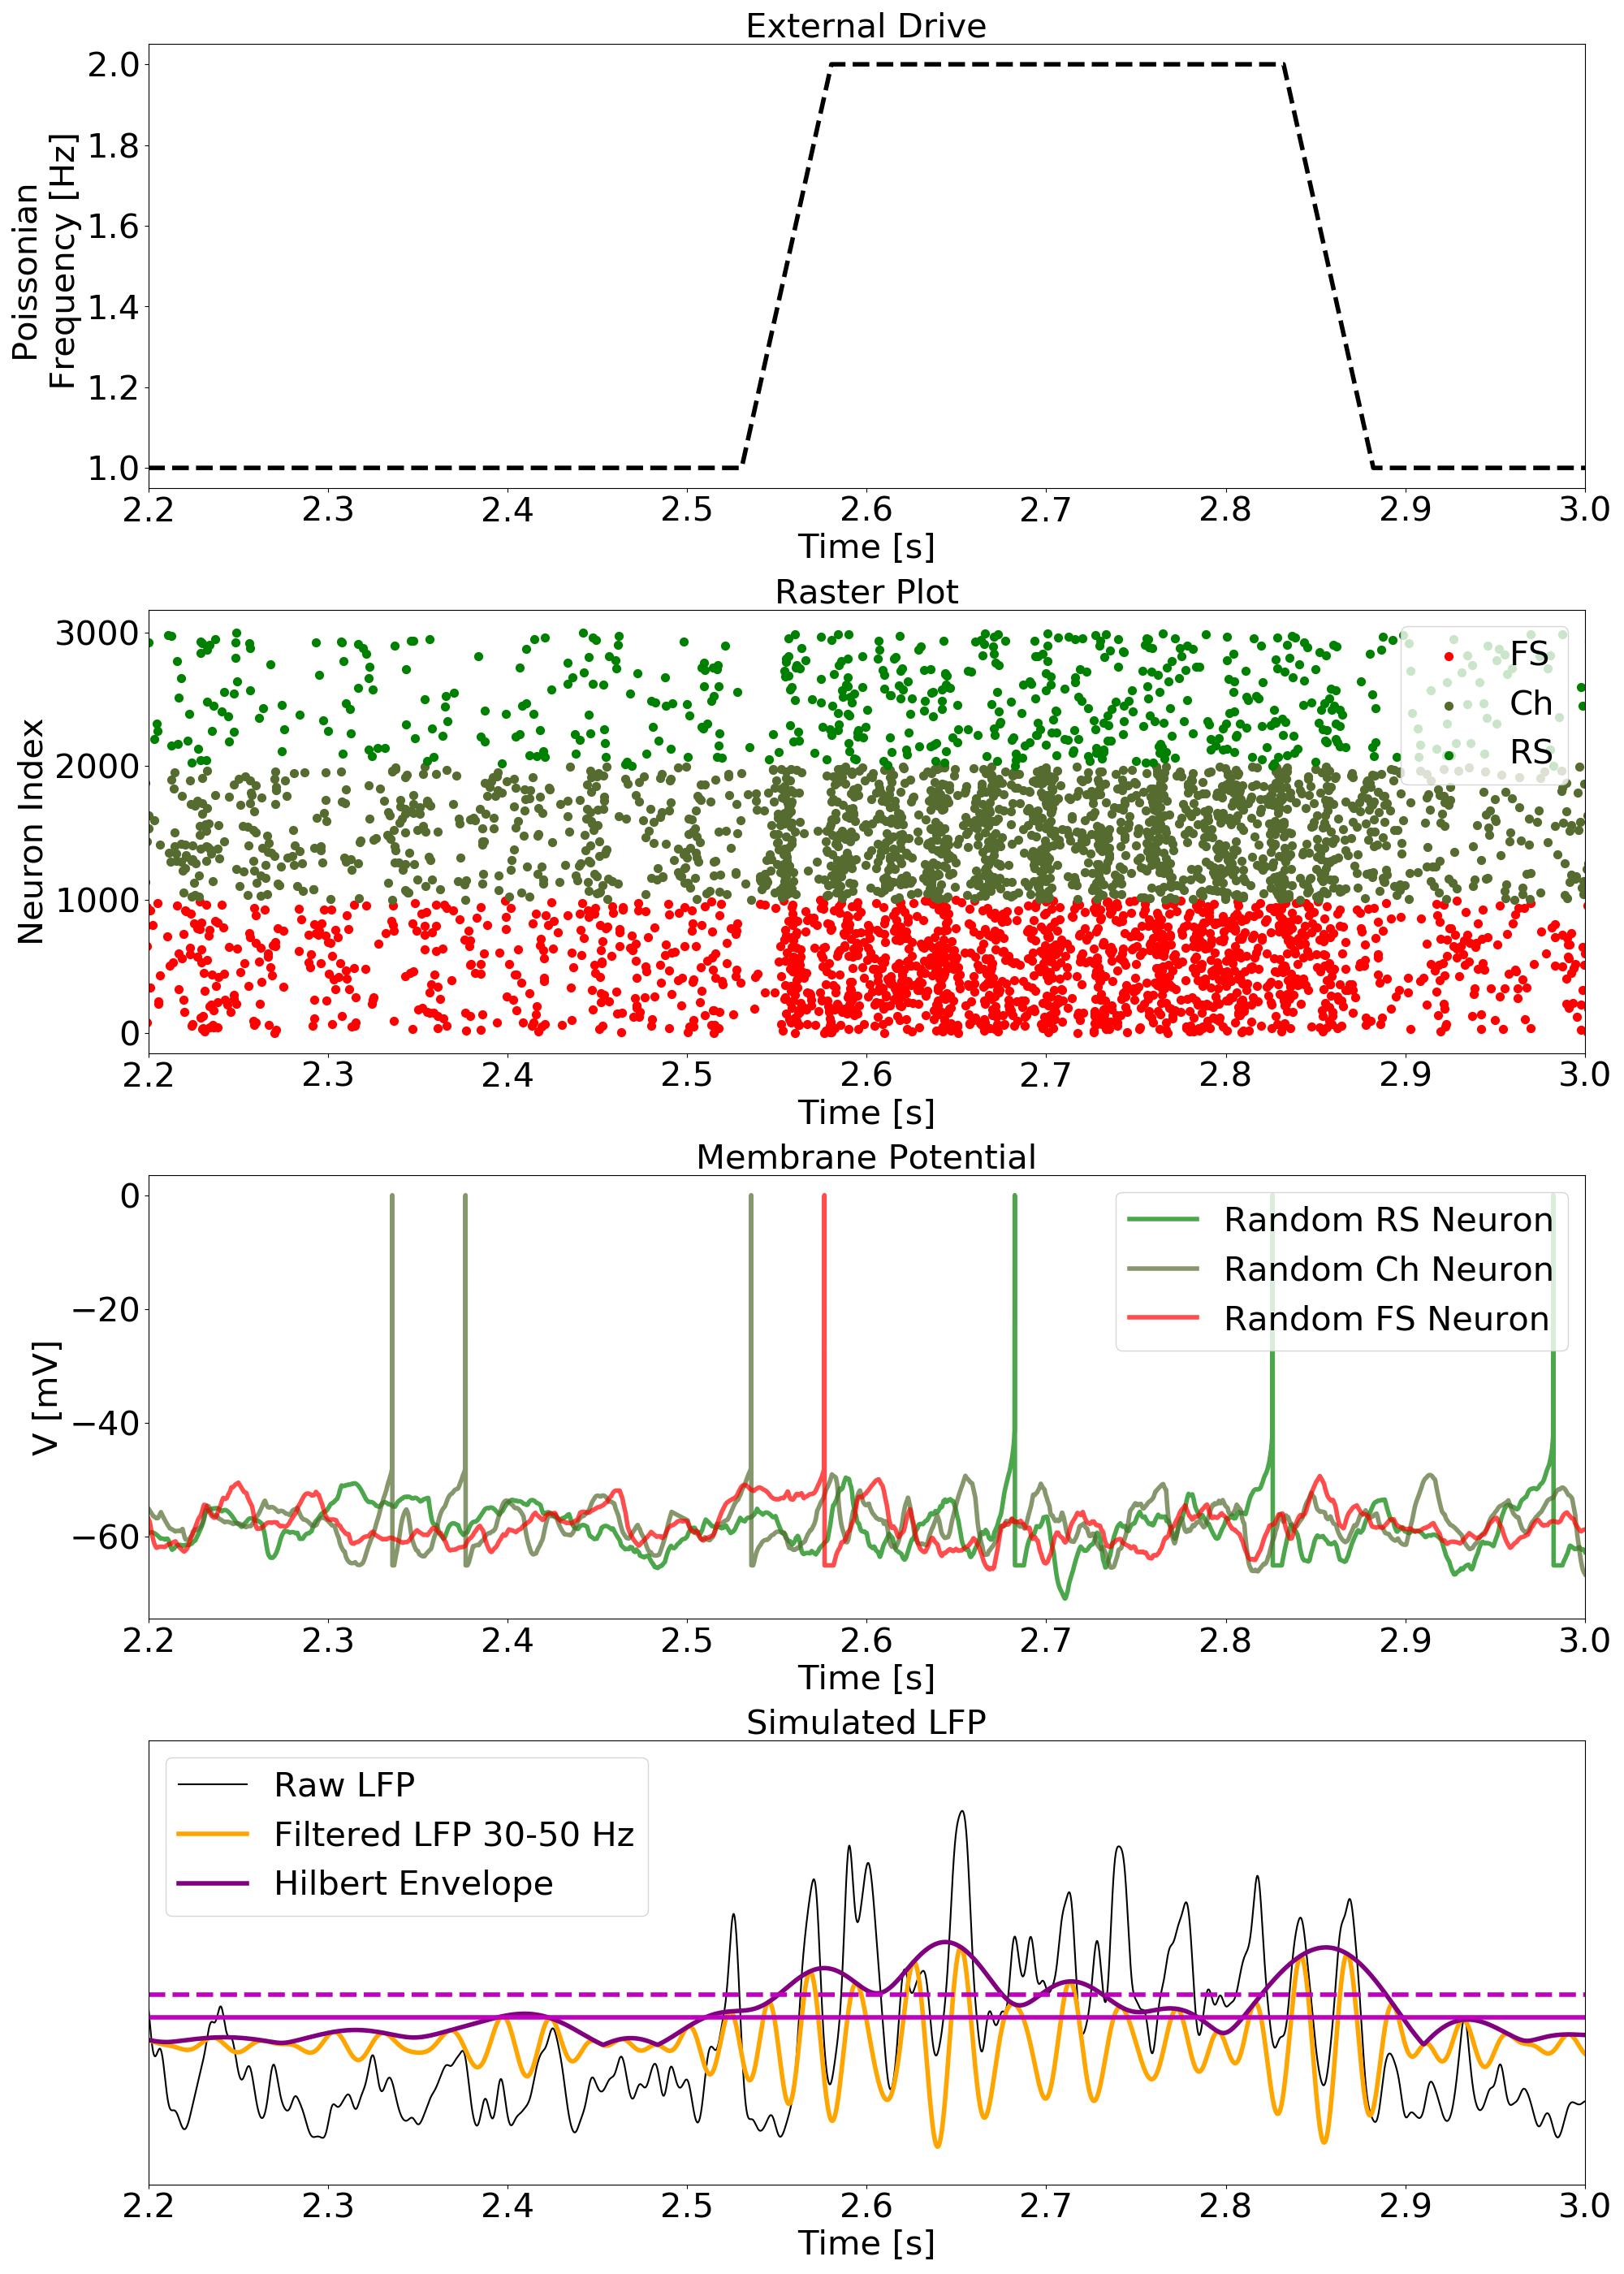 External Drive
Poissonian
Frequency [Hz]
2.0
1.8
1.6
1.4
1.2
1.0
2.2 2.3 2.4 2.5 2.6 2.7 2.8 2.9 3.0
Time [s]
Raster Plot
Neuron Index
3000
2000
1000
0
FS
Ch
RS
2.2 2.3 2.4 2.5 2.6 2.7 2.8 2.9 3.0
Time [s]
Membrane Potential
V [mV]
0
−20
−40
−60
Random RS Neuron
Random Ch Neuron
Random FS Neuron
2.2 2.3 2.4 2.5 2.6 2.7 2.8 2.9 3.0
Time [s]
Simulated LFP
Raw LFP
Filtered LFP 30-50 Hz
Hilbert Envelope
2.2 2.3 2.4 2.5 2.6 2.7 2.8 2.9 3.0
Time [s]